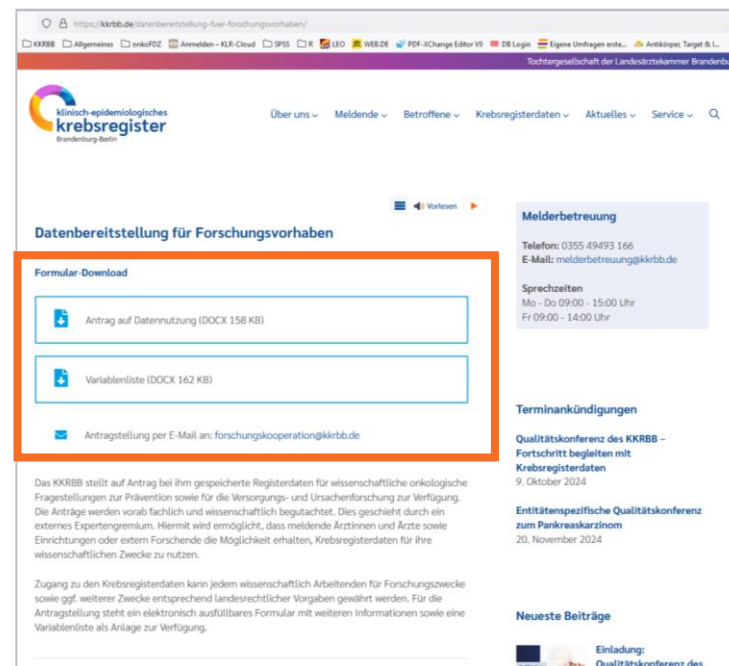 https://kkrbb.de/datenbereitstellung-fuer-forschungsvorhaben/
KKRBB Allgemeines onkoFDZ Anmelden – KLR-Cloud SPSS R LEO WEB.DE PDF-XChange Editor V9 DB Login Eigene Umfragen erste... Antikörper, Target & I...
Tochtergesellschaft der Landesärztekammer Brandenbu
klinisch-epidemiologisches
krebsregister
Brandenburg-Berlin
Über uns Meldende Betroffene Krebsregisterdaten Aktuelles Service
Vorlesen
Datenbereitstellung für Forschungsvorhaben
Formular-Download
Antrag auf Datennutzung (DOCX 158 KB)
Variablenliste (DOCX 162 KB)
Antragstellung per E-Mail an: forschungskooperation@kkrbb.de
Das KKRBB stellt auf Antrag bei ihm gespeicherte Registerdaten für wissenschaftliche onkologische
Fragestellungen zur Prävention sowie für die Versorgungs- und Ursachenforschung zur Verfügung.
Die Anträge werden vorab fachlich und wissenschaftlich begutachtet. Dies geschieht durch ein
externes Expertengremium. Hiermit wird ermöglicht, dass meldende Ärztinnen und Ärzte sowie
Einrichtungen oder extern Forschende die Möglichkeit erhalten, Krebsregisterdaten für ihre
wissenschaftlichen Zwecke zu nutzen.
Zugang zu den Krebsregisterdaten kann jedem wissenschaftlich Arbeitenden für Forschungszwecke
sowie ggf. weiterer Zwecke entsprechend landesrechtlicher Vorgaben gewährt werden. Für die
Antragstellung steht ein elektronisch ausfüllbares Formular mit weiteren Informationen sowie eine
Variablenliste als Anlage zur Verfügung.
Melderbetreuung
Telefon: 0355 49493 166
E-Mail: melderbetreuung@kkrbb.de
Sprechzeiten
Mo - Do 09:00 - 15:00 Uhr
Fr 09:00 - 14:00 Uhr
Terminankündigungen
Qualitätskonferenz des KKRBB –
Fortschritt begleiten mit
Krebsregisterdaten
9. Oktober 2024
Entitätenspezifische Qualitätskonferenz
zum Pankreaskarzinom
20. November 2024
Neueste Beiträge
Einladung:
Qualitätskonferenz des